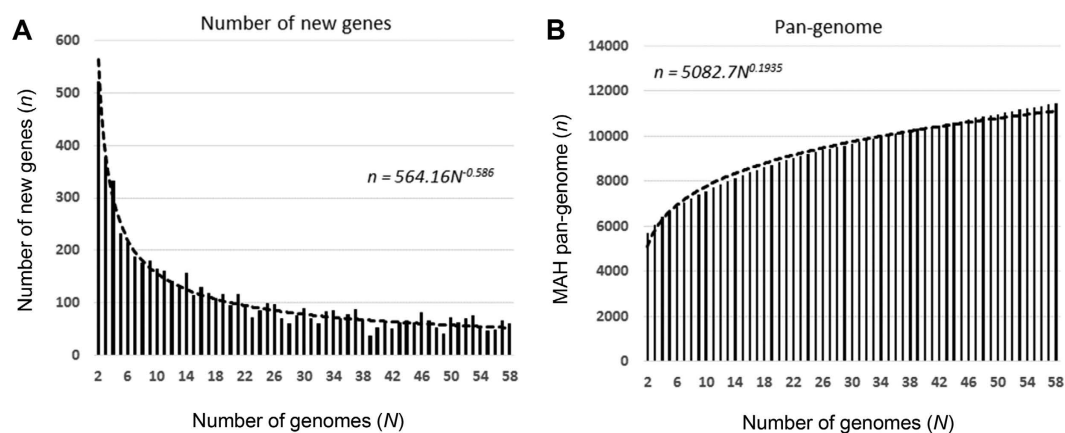 A
Number of new genes
Number of new genes (n)
600
500
400
300
200
100
0
n = 564.16N^-0.586
2 6 10 14 18 22 26 30 34 38 42 46 50 54 58
Number of genomes (N)
B
Pan-genome
MAH pan-genome (n)
14000
12000
10000
8000
6000
4000
2000
0
n = 5082.7N^0.1935
2 6 10 14 18 22 26 30 34 38 42 46 50 54 58
Number of genomes (N)